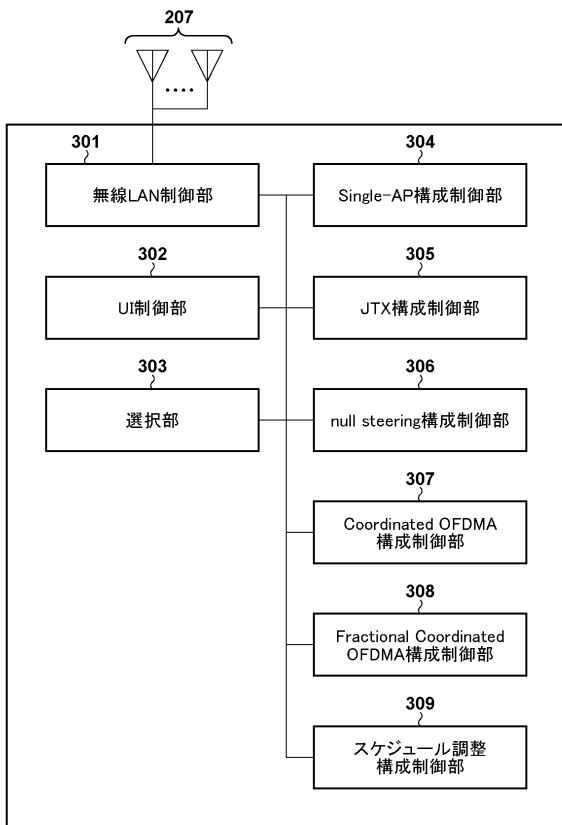 207
301
無線LAN制御部
302
UI制御部
303
選択部
304
Single-AP構成制御部
305
JTX構成制御部
306
null steering構成制御部
307
Coordinated OFDMA
構成制御部
308
Fractional Coordinated
OFDMA構成制御部
309
スケジュール調整
構成制御部